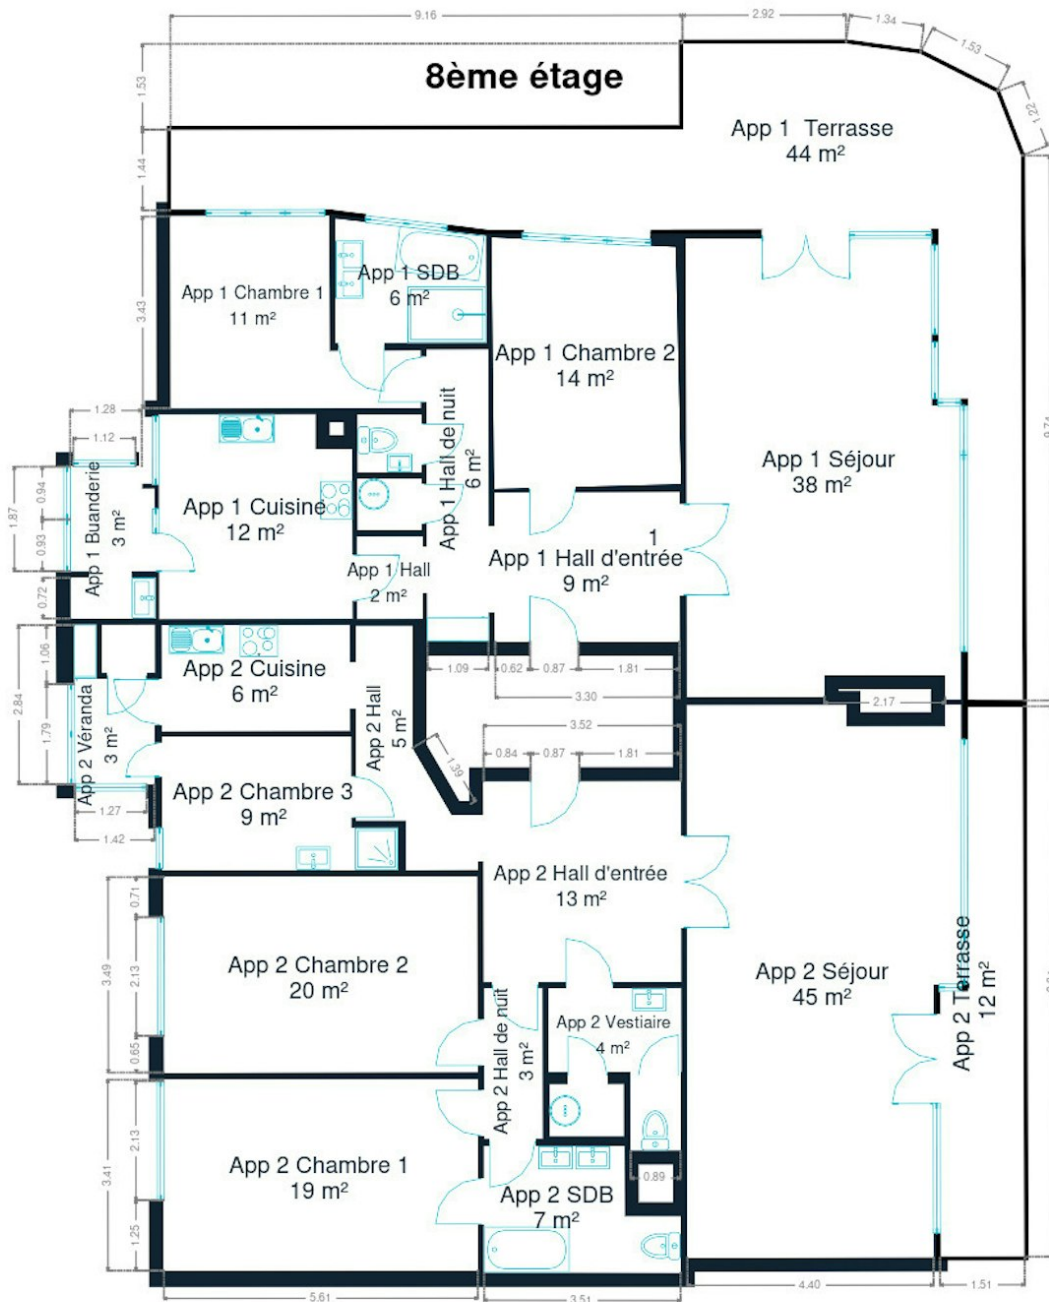 9.16
2.92
1.34
1.53
1.22
1.53
8ème étage
App 1 Terrasse
44 m²
1.44
3.43
App 1 SDB
6 m²
App 1 Chambre 1
11 m²
App 1 Chambre 2
14 m²
1.28
1.12
App 1 Hall de nuit
6 m²
App 1 Séjour
38 m²
1.87
0.94
0.93
0.72
App 1 Buanderie
3 m²
App 1 Cuisine
12 m²
1
App 1 Hall d'entrée
9 m²
App 1 Hall
2 m²
1.06
2.84
1.79
App 2 Cuisine
6 m²
App 2 Hall
5 m²
1.09
0.62
0.87
1.81
3.30
2.17
3.52
0.84
0.87
1.81
1.39
App 2 Véranda
3 m²
App 2 Chambre 3
9 m²
1.27
1.42
App 2 Hall d'entrée
13 m²
0.71
3.49
2.13
0.65
App 2 Chambre 2
20 m²
App 2 Séjour
45 m²
App 2 Terrasse
12 m²
App 2 Hall de nuit
3 m²
App 2 Vestiaire
4 m²
3.41
2.13
1.25
App 2 Chambre 1
19 m²
0.89
App 2 SDB
7 m²
5.61
3.51
4.40
1.51